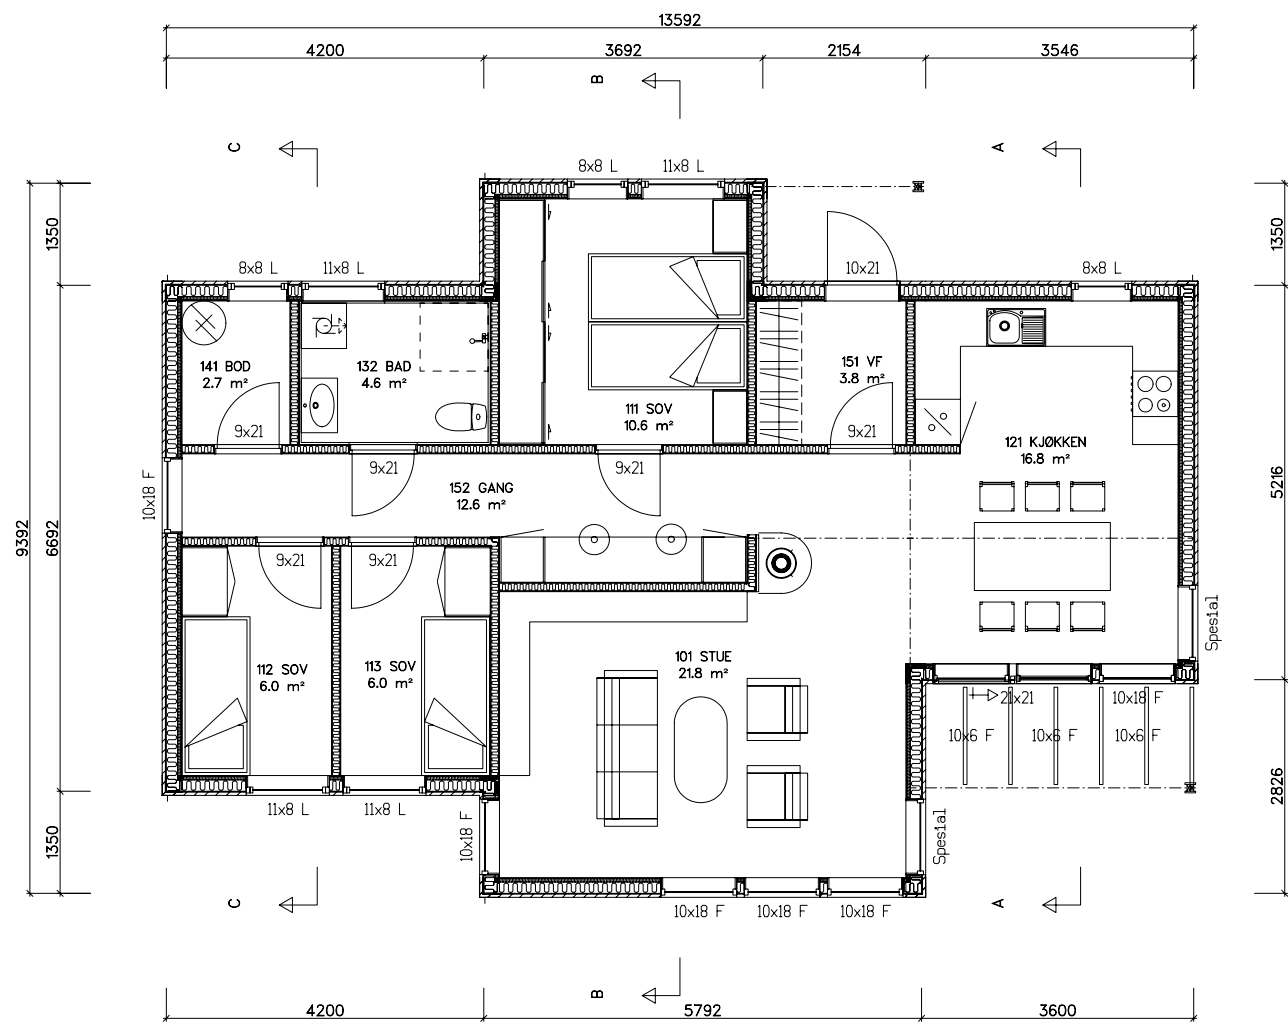 13592
4200 3692 2154 3546
B
C A
8x8 L 11x8 L
1350 1350
8x8 L 11x8 L 10x21 8x8 L
141 BOD
2.7 m²
132 BAD
4.6 m²
151 VF
3.8 m²
111 SOV
10.6 m²
9x21 9x21
121 KJØKKEN
16.8 m²
9x21 9x21
152 GANG
12.6 m²
10x18 F
9392 6692 5216
9x21 9x21
Spesial
112 SOV
6.0 m²
113 SOV
6.0 m²
101 STUE
21.8 m²
21x21 10x18 F
10x6 F 10x6 F 10x6 F
2826
11x8 L 11x8 L
1350
10x18 F
Spesial
C A
10x18 F 10x18 F 10x18 F
B
4200 5792 3600